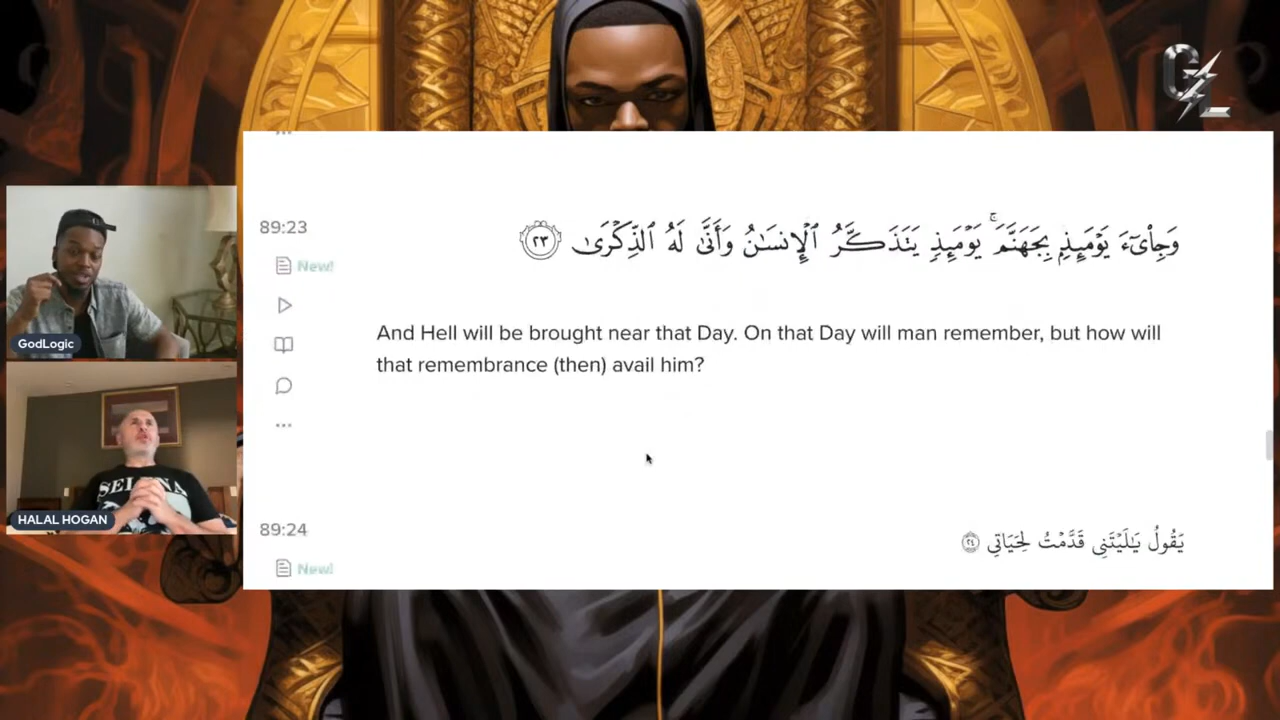 GL
GodLogic
SELENA
HALAL HOGAN
89:23
New!
وَجِا۟ىٓءَ يَوْمَئِذٍۭ بِجَهَنَّمَ ۚ يَوْمَئِذٍۢ يَتَذَكَّرُ ٱلْإِنسَـٰنُ وَأَنَّىٰ لَهُ ٱلذِّكْرَىٰ ٢٣
And Hell will be brought near that Day. On that Day will man remember, but how will
that remembrance (then) avail him?
89:24
New!
يَقُولُ يَـٰلَيْتَنِى قَدَّمْتُ لِحَيَاتِى ٢٤